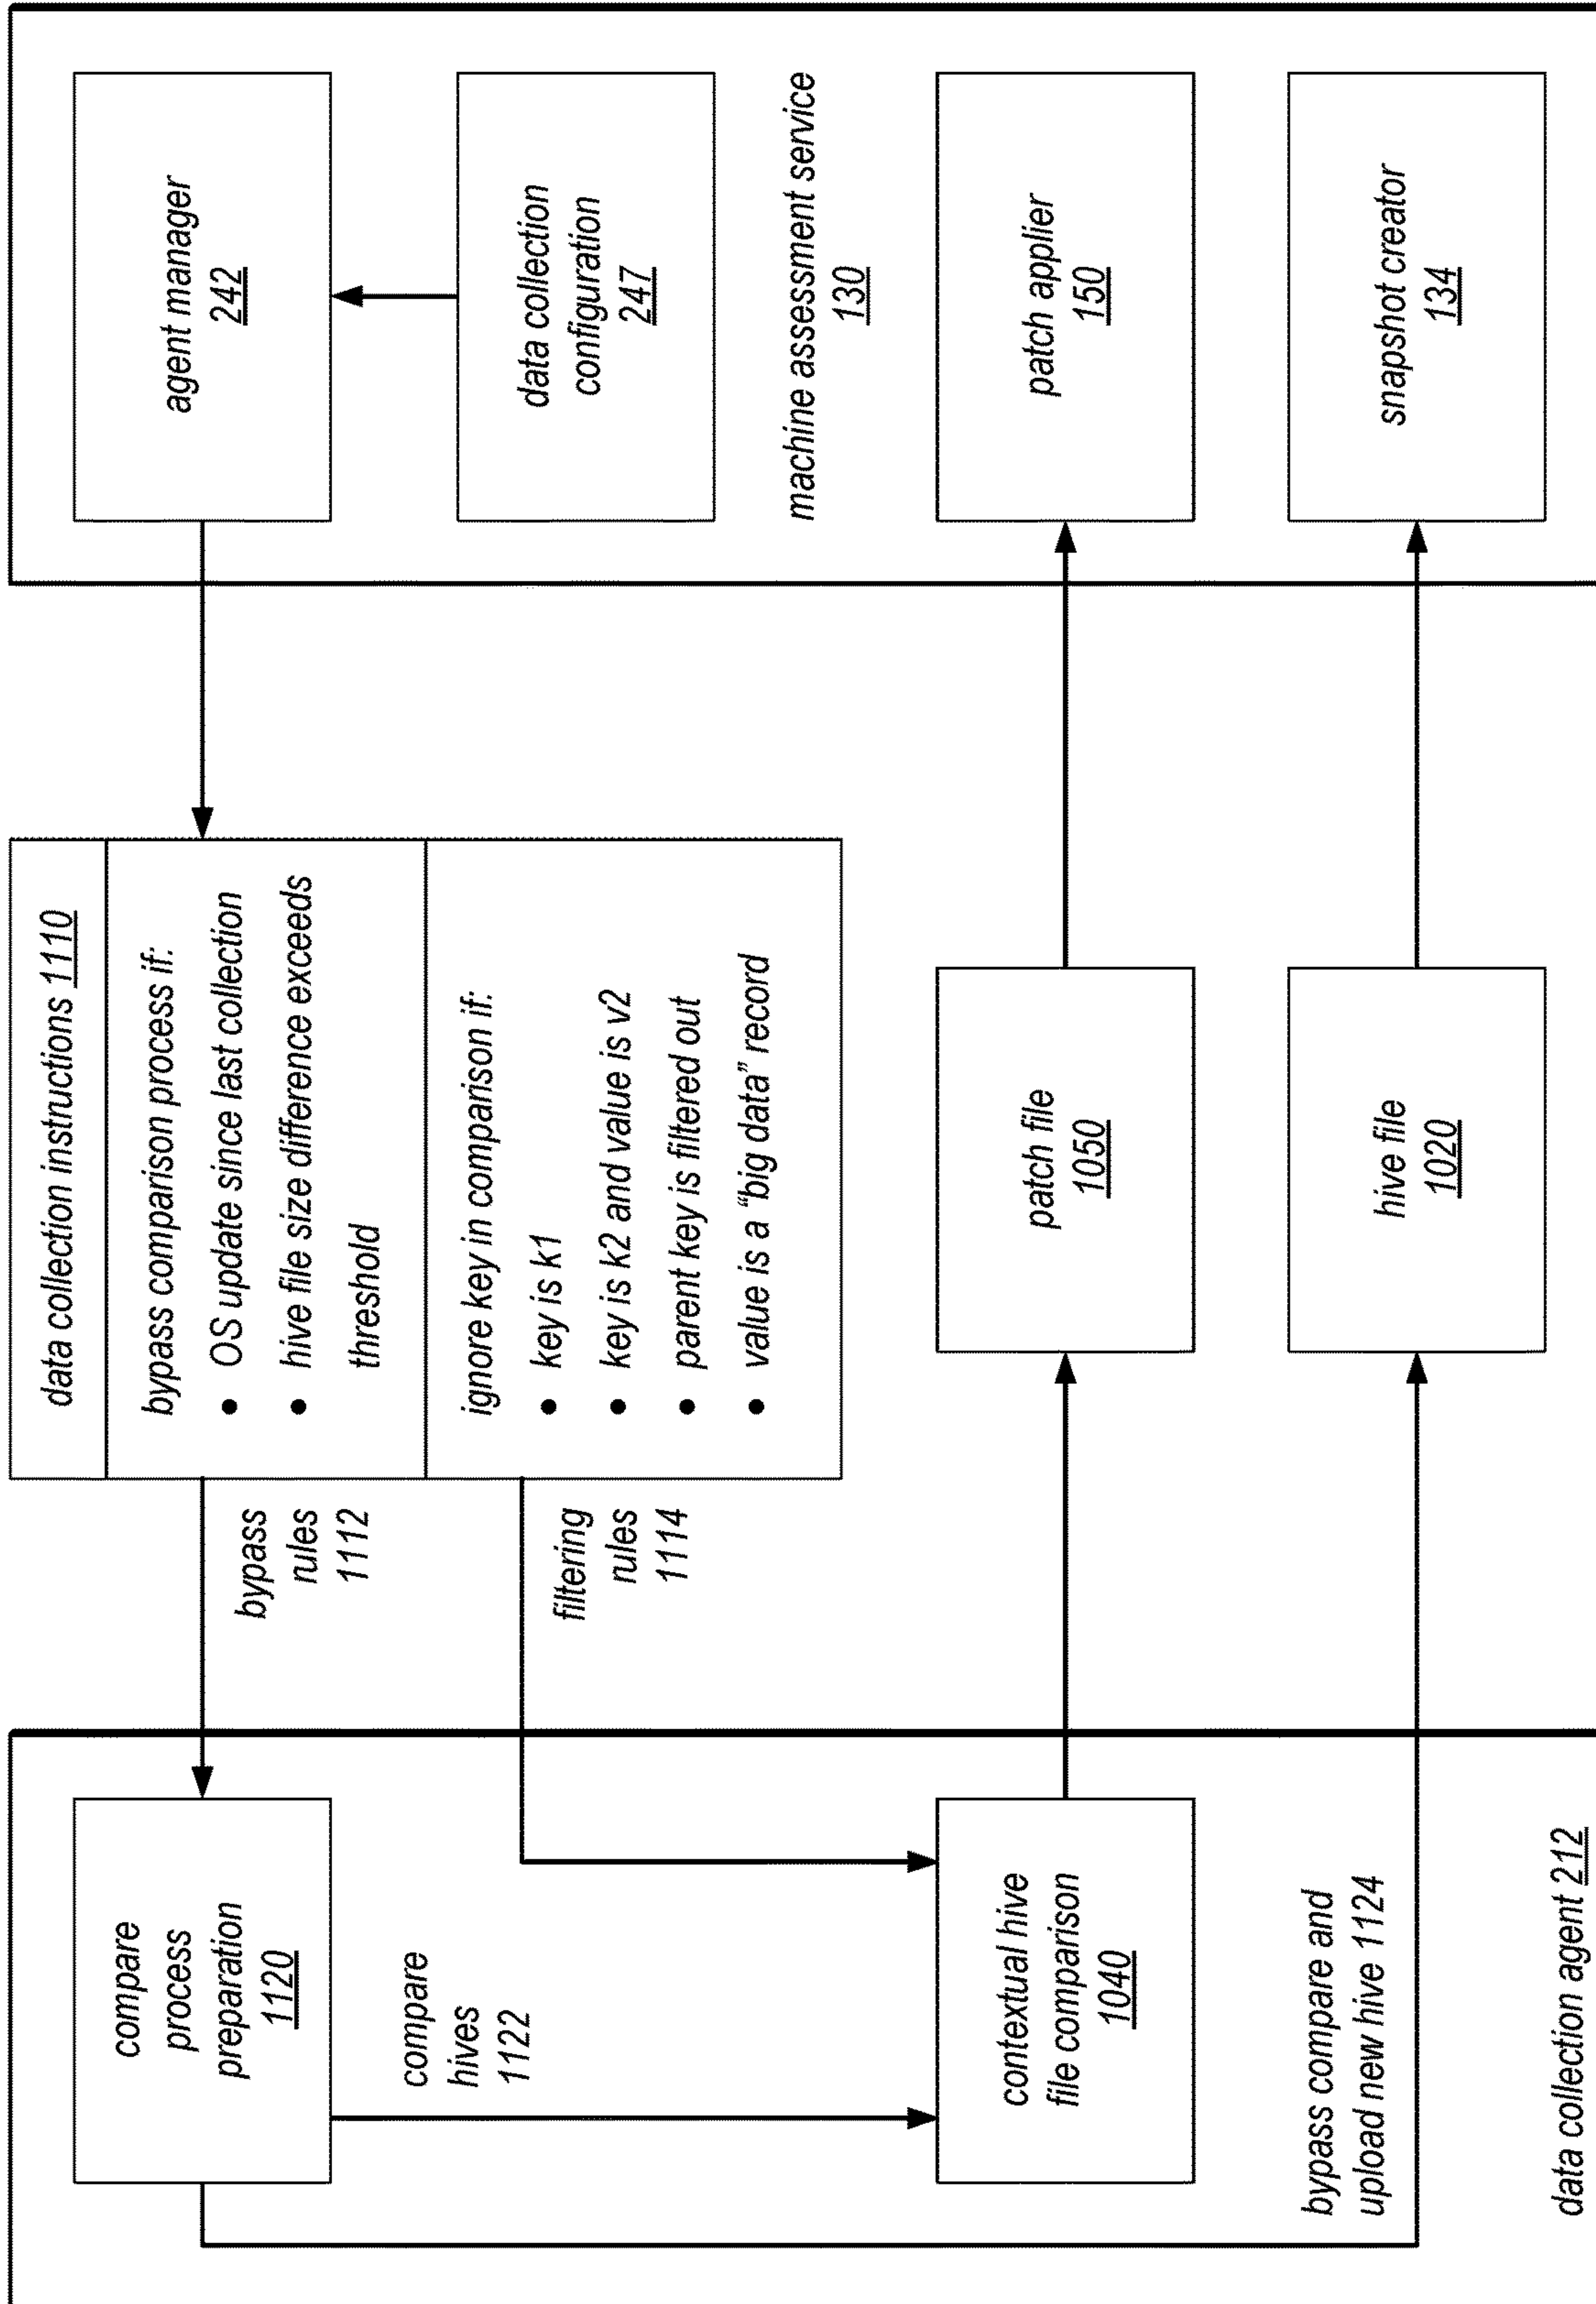 compare
process
preparation
1120
compare
hives
1122
contextual hive
file comparison
1040
bypass compare and
upload new hive 1124
data collection agent 212
bypass
rules
1112
filtering
rules
1114
data collection instructions 1110
bypass comparison process if:
• OS update since last collection
• hive file size difference exceeds
threshold
ignore key in comparison if:
• key is k1
• key is k2 and value is v2
• parent key is filtered out
• value is a “big data” record
patch file
1050
hive file
1020
agent manager
242
data collection
configuration
247
machine assessment service
130
patch applier
150
snapshot creator
134